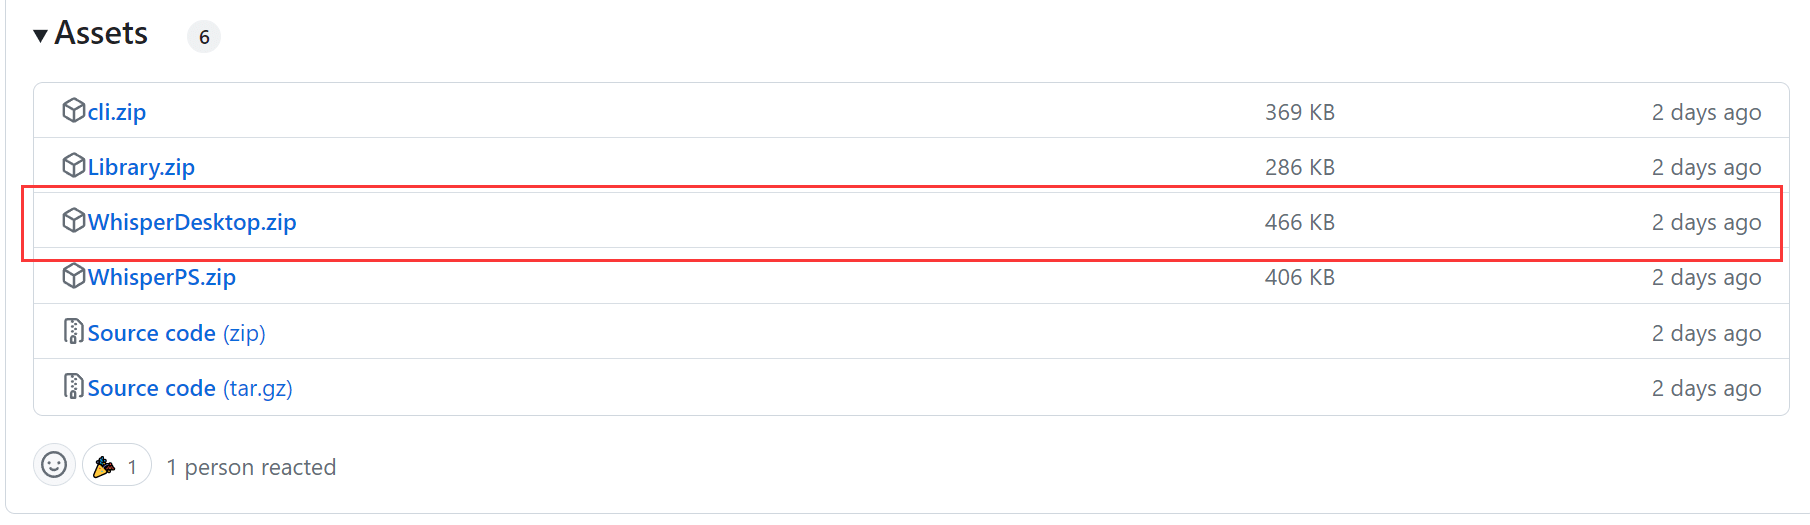 Assets 6
cli.zip 369 KB 2 days ago
Library.zip 286 KB 2 days ago
WhisperDesktop.zip 466 KB 2 days ago
WhisperPS.zip 406 KB 2 days ago
Source code (zip) 2 days ago
Source code (tar.gz) 2 days ago
1 1 person reacted